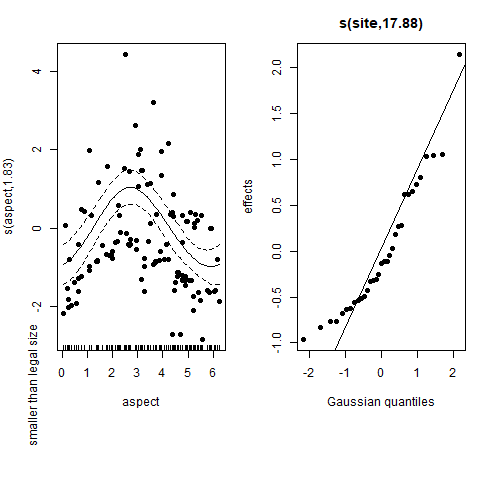 s(site,17.88)
s(aspect,1.83)
smaller than legal size
4
2
0
-2
0 1 2 3 4 5 6
aspect
effects
2.0
1.5
1.0
0.5
0.0
-0.5
-1.0
-2 -1 0 1 2
Gaussian quantiles